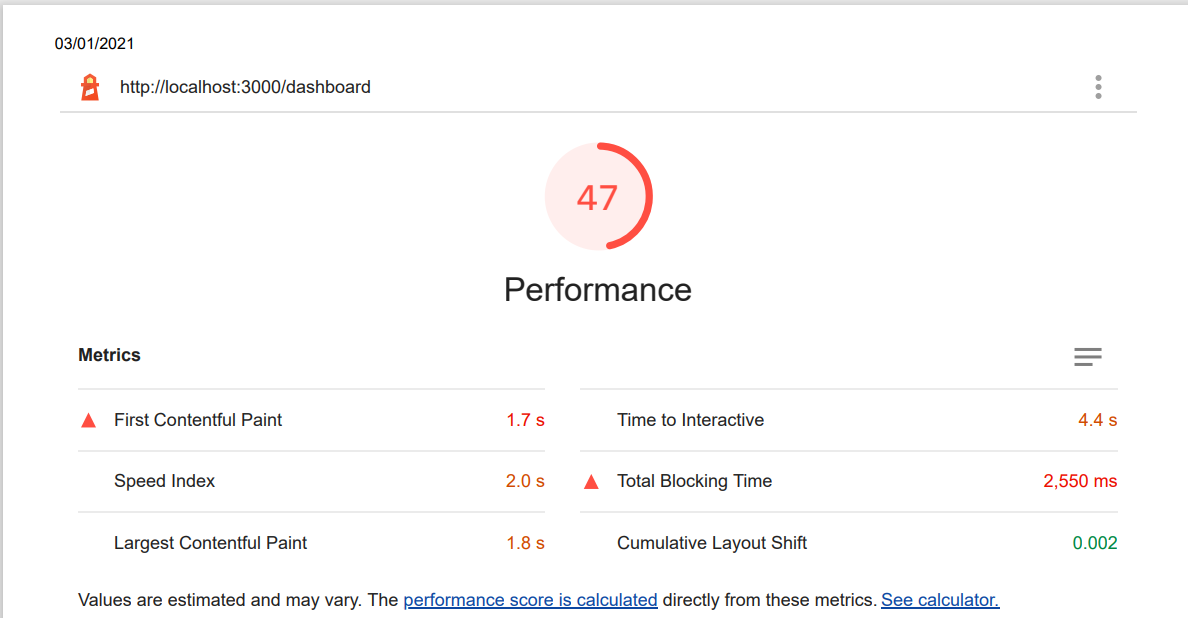 03/01/2021
http://localhost:3000/dashboard
47
Performance
Metrics
First Contentful Paint 1.7 s
Time to Interactive 4.4 s
Speed Index 2.0 s
Total Blocking Time 2,550 ms
Largest Contentful Paint 1.8 s
Cumulative Layout Shift 0.002
Values are estimated and may vary. The performance score is calculated directly from these metrics. See calculator.